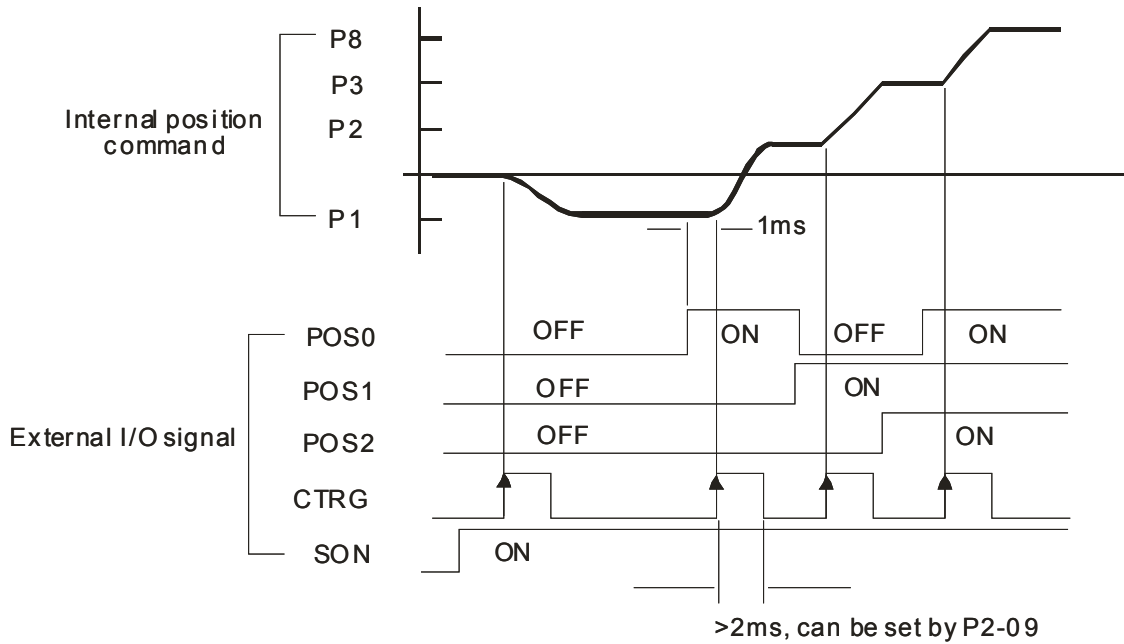 P8
P3
P2
P1
Internal position
command
1ms
POS0
OFF
ON
OFF
ON
POS1
OFF
ON
POS2
OFF
ON
External I/O signal
CTRG
SON
ON
>2ms, can be set by P2-09